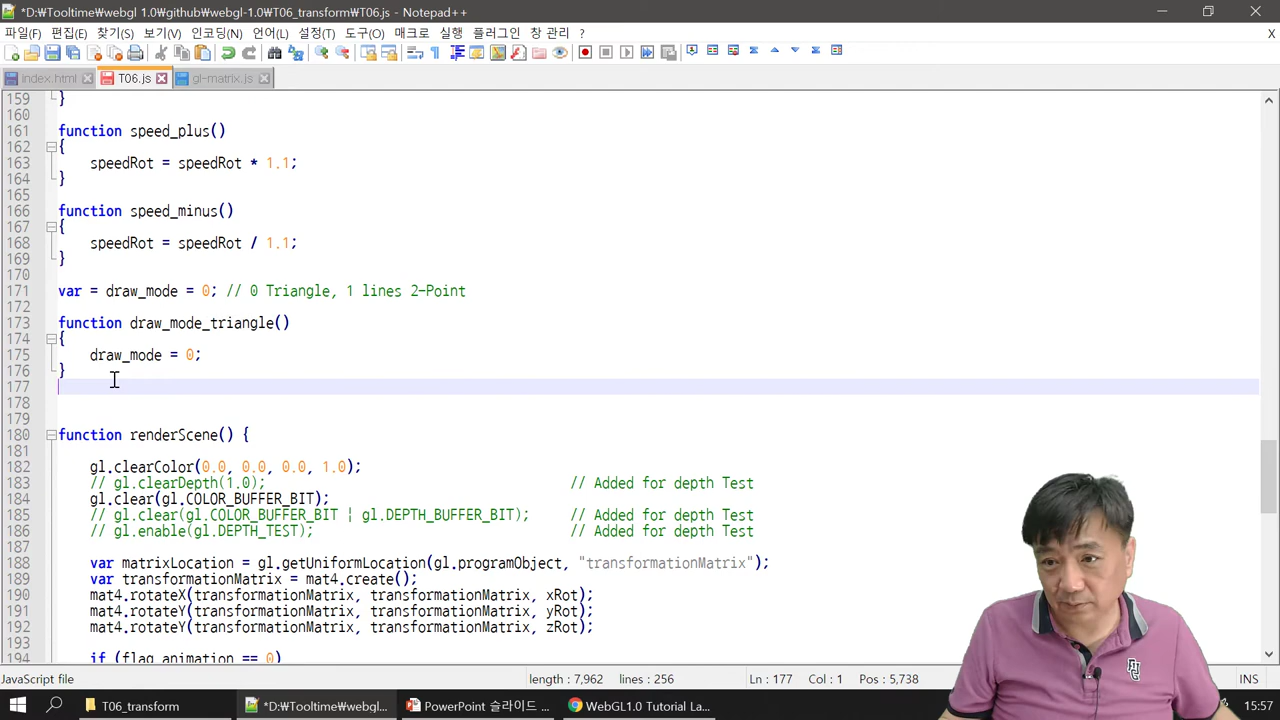 *D:₩Tooltime₩webgl 1.0₩github₩webgl-1.0₩T06_transform₩T06.js - Notepad++
파일(F) 편집(E) 찾기(S) 보기(V) 인코딩(N) 언어(L) 설정(T) 도구(O) 매크로 실행 플러그인 창 관리 ? X
index.html T06.js gl-matrix.js
159 }
160
161 function speed_plus()
162 {
163 speedRot = speedRot * 1.1;
164 }
165
166 function speed_minus()
167 {
168 speedRot = speedRot / 1.1;
169 }
170
171 var = draw_mode = 0; // 0 Triangle, 1 lines 2-Point
172
173 function draw_mode_triangle()
174 {
175 draw_mode = 0;
176 }
177
178
179
180 function renderScene() {
181
182 gl.clearColor(0.0, 0.0, 0.0, 1.0);
183 // gl.clearDepth(1.0); // Added for depth Test
184 gl.clear(gl.COLOR_BUFFER_BIT);
185 // gl.clear(gl.COLOR_BUFFER_BIT | gl.DEPTH_BUFFER_BIT); // Added for depth Test
186 // gl.enable(gl.DEPTH_TEST); // Added for depth Test
187
188 var matrixLocation = gl.getUniformLocation(gl.programObject, "transformationMatrix");
189 var transformationMatrix = mat4.create();
190 mat4.rotateX(transformationMatrix, transformationMatrix, xRot);
191 mat4.rotateY(transformationMatrix, transformationMatrix, yRot);
192 mat4.rotateY(transformationMatrix, transformationMatrix, zRot);
193
194 if (flag_animation == 0)
JavaScript file length : 7,962 lines : 256 Ln : 177 Col : 1 Pos : 5,738 INS
T06_transform *D:₩Tooltime₩webgl... PowerPoint 슬라이드 ... WebGL1.0 Tutorial La... 15:57